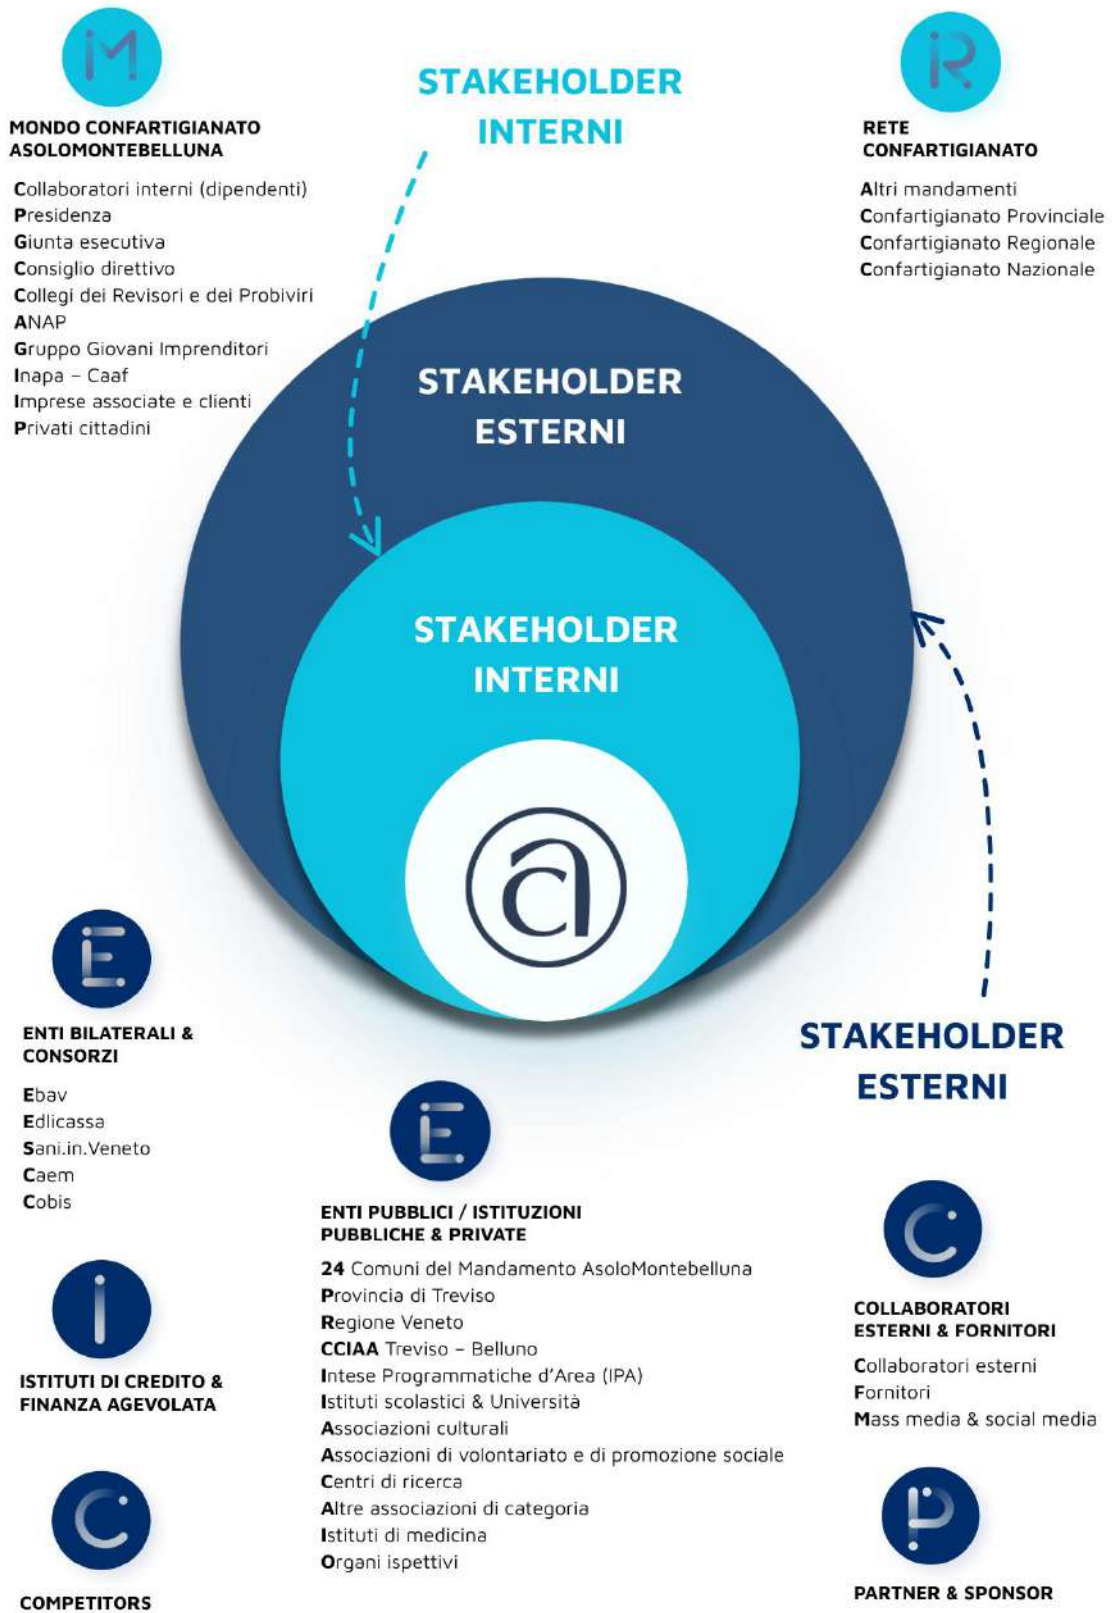 M
MONDO CONFARTIGIANATO
ASOLOMONTEBELLUNA
Collaboratori interni (dipendenti)
Presidenza
Giunta esecutiva
Consiglio direttivo
Collegi dei Revisori e dei Probiviri
ANAP
Gruppo Giovani Imprenditori
Inapa – Caaf
Imprese associate e clienti
Privati cittadini
STAKEHOLDER
INTERNI
R
RETE
CONFARTIGIANATO
Altri mandamenti
Confartigianato Provinciale
Confartigianato Regionale
Confartigianato Nazionale
STAKEHOLDER
ESTERNI
STAKEHOLDER
INTERNI
ca
STAKEHOLDER
ESTERNI
E
ENTI BILATERALI &
CONSORZI
Ebav
Edlicassa
Sani.in.Veneto
Caem
Cobis
I
ISTITUTI DI CREDITO &
FINANZA AGEVOLATA
C
COMPETITORS
E
ENTI PUBBLICI / ISTITUZIONI
PUBBLICHE & PRIVATE
24 Comuni del Mandamento AsoloMontebelluna
Provincia di Treviso
Regione Veneto
CCIAA Treviso – Belluno
Intese Programmatiche d'Area (IPA)
Istituti scolastici & Università
Associazioni culturali
Associazioni di volontariato e di promozione sociale
Centri di ricerca
Altre associazioni di categoria
Istituti di medicina
Organi ispettivi
C
COLLABORATORI
ESTERNI & FORNITORI
Collaboratori esterni
Fornitori
Mass media & social media
P
PARTNER & SPONSOR